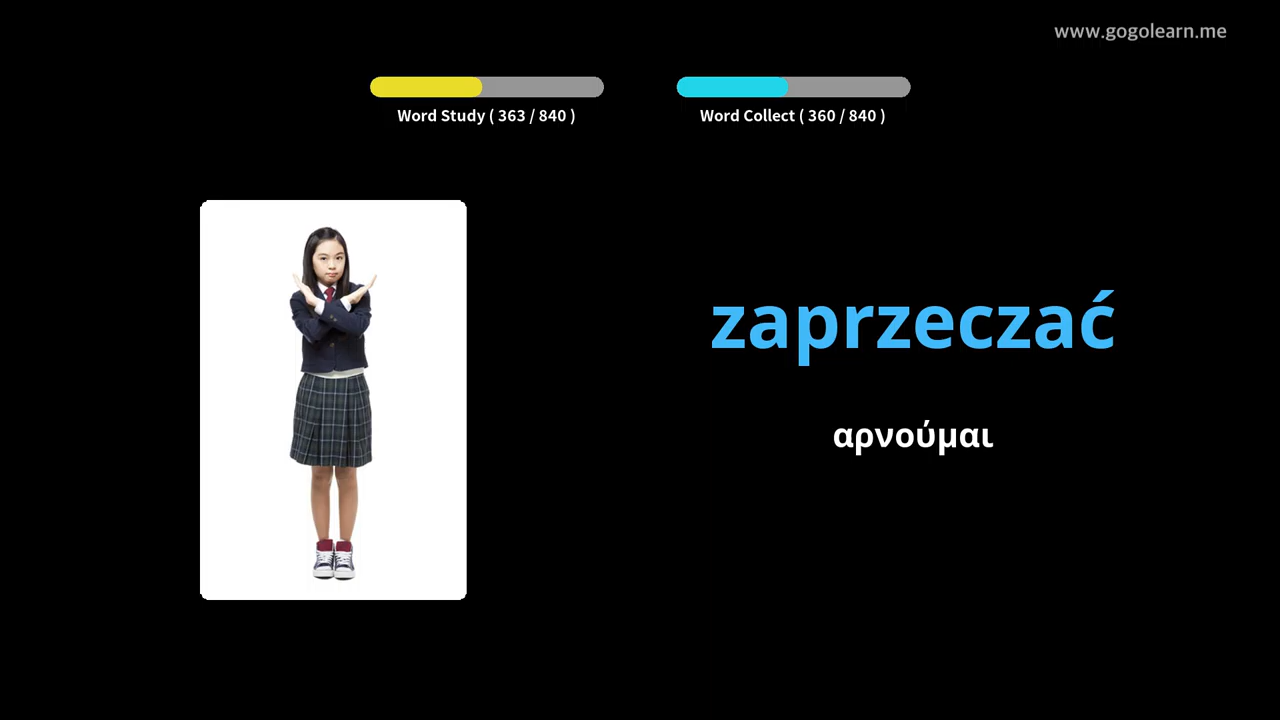 www.gogolearn.me
Word Study ( 363 / 840 )
Word Collect ( 360 / 840 )
zaprzeczać
αρνούμαι